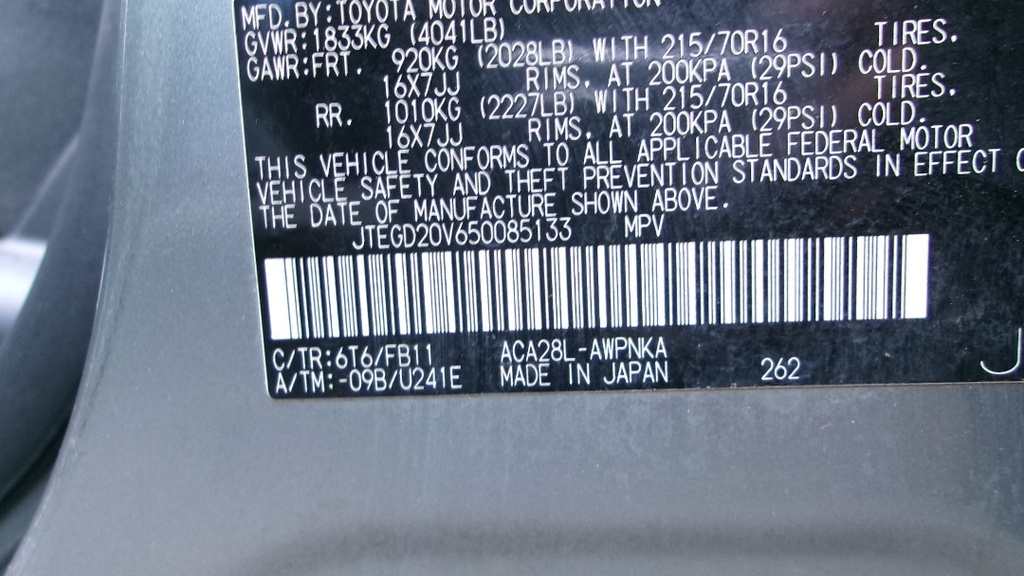 MFD.BY:TOYOTA MOTOR CORPORATION
GVWR:1833KG (4041LB)
GAWR:FRT. 920KG (2028LB) WITH 215/70R16 TIRES.
16X7JJ RIMS, AT 200KPA (29PSI) COLD.
RR. 1010KG (2227LB) WITH 215/70R16 TIRES.
16X7JJ RIMS, AT 200KPA (29PSI) COLD.
THIS VEHICLE CONFORMS TO ALL APPLICABLE FEDERAL MOTOR
VEHICLE SAFETY AND THEFT PREVENTION STANDARDS IN EFFECT
THE DATE OF MANUFACTURE SHOWN ABOVE.
JTEGD20V650085133 MPV
C/TR:6T6/FB11 ACA28L-AWPNKA
A/TM:-09B/U241E MADE IN JAPAN 262
J